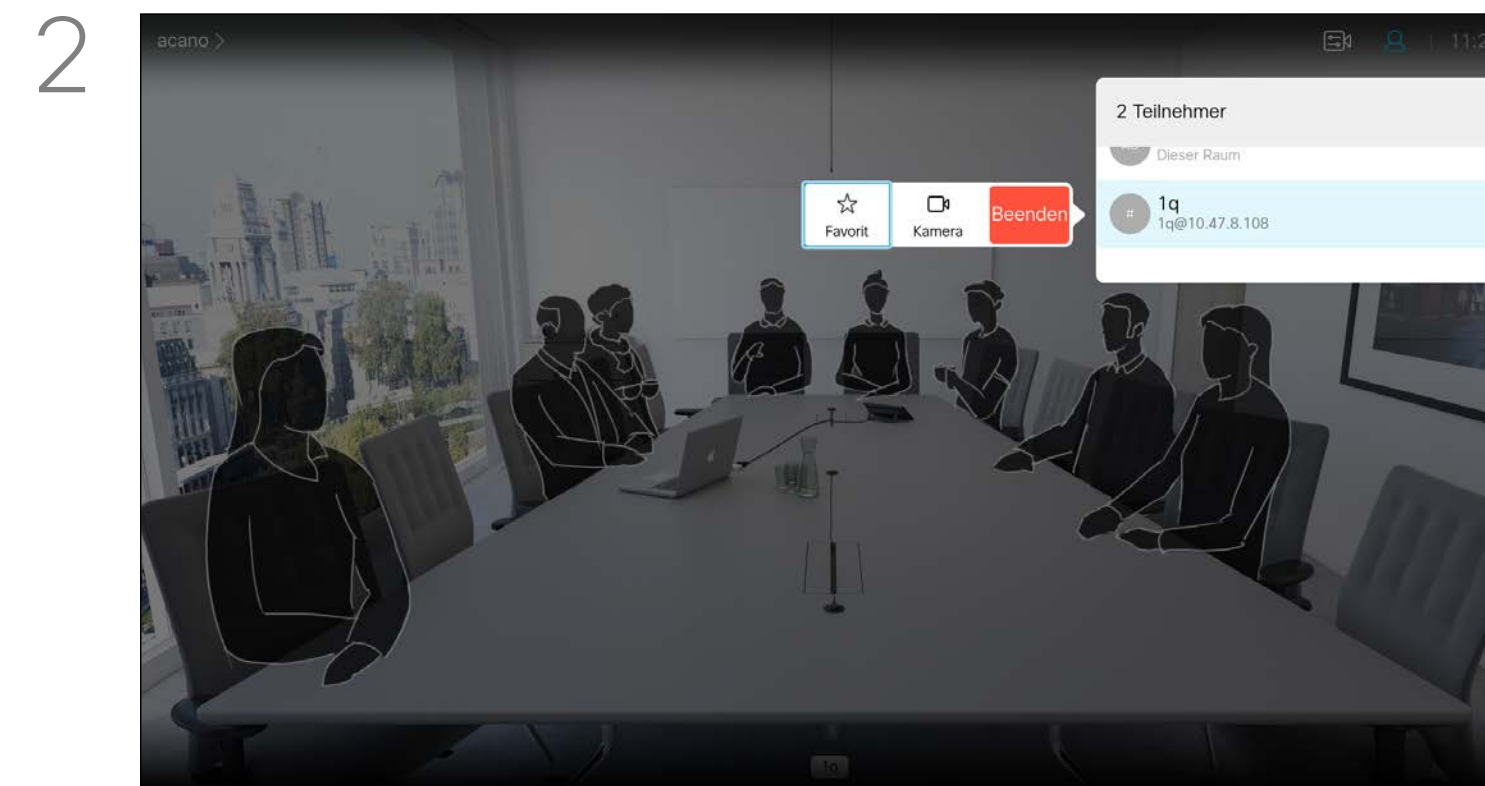 2
acano >
11:2
2 Teilnehmer
Dieser Raum
Favorit
Kamera
Beenden
#
1q
1q@10.47.8.108
1q